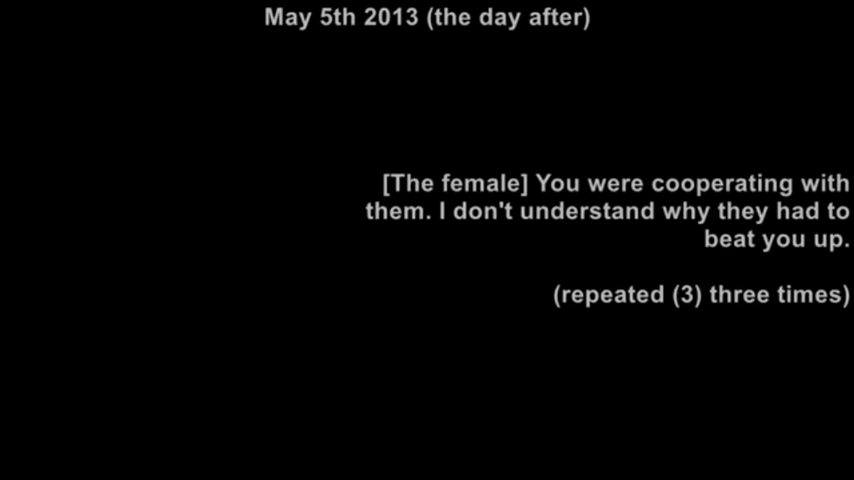 May 5th 2013 (the day after)
[The female] You were cooperating with
them. I don't understand why they had to
beat you up.
(repeated (3) three times)